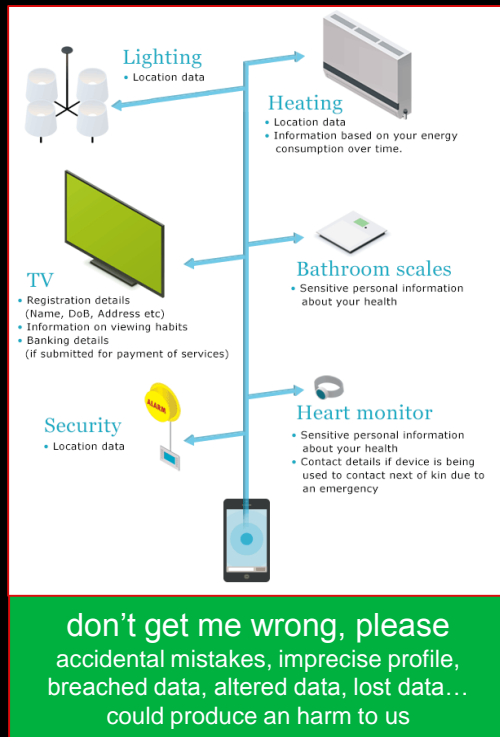 Lighting
• Location data
Heating
• Location data
• Information based on your energy
consumption over time.
TV
• Registration details
(Name, DoB, Address etc)
• Information on viewing habits
• Banking details
(if submitted for payment of services)
Bathroom scales
• Sensitive personal information
about your health
ALARM
Security
• Location data
Heart monitor
• Sensitive personal information
about your health
• Contact details if device is being
used to contact next of kin due to
an emergency
don’t get me wrong, please
accidental mistakes, imprecise profile,
breached data, altered data, lost data…
could produce an harm to us